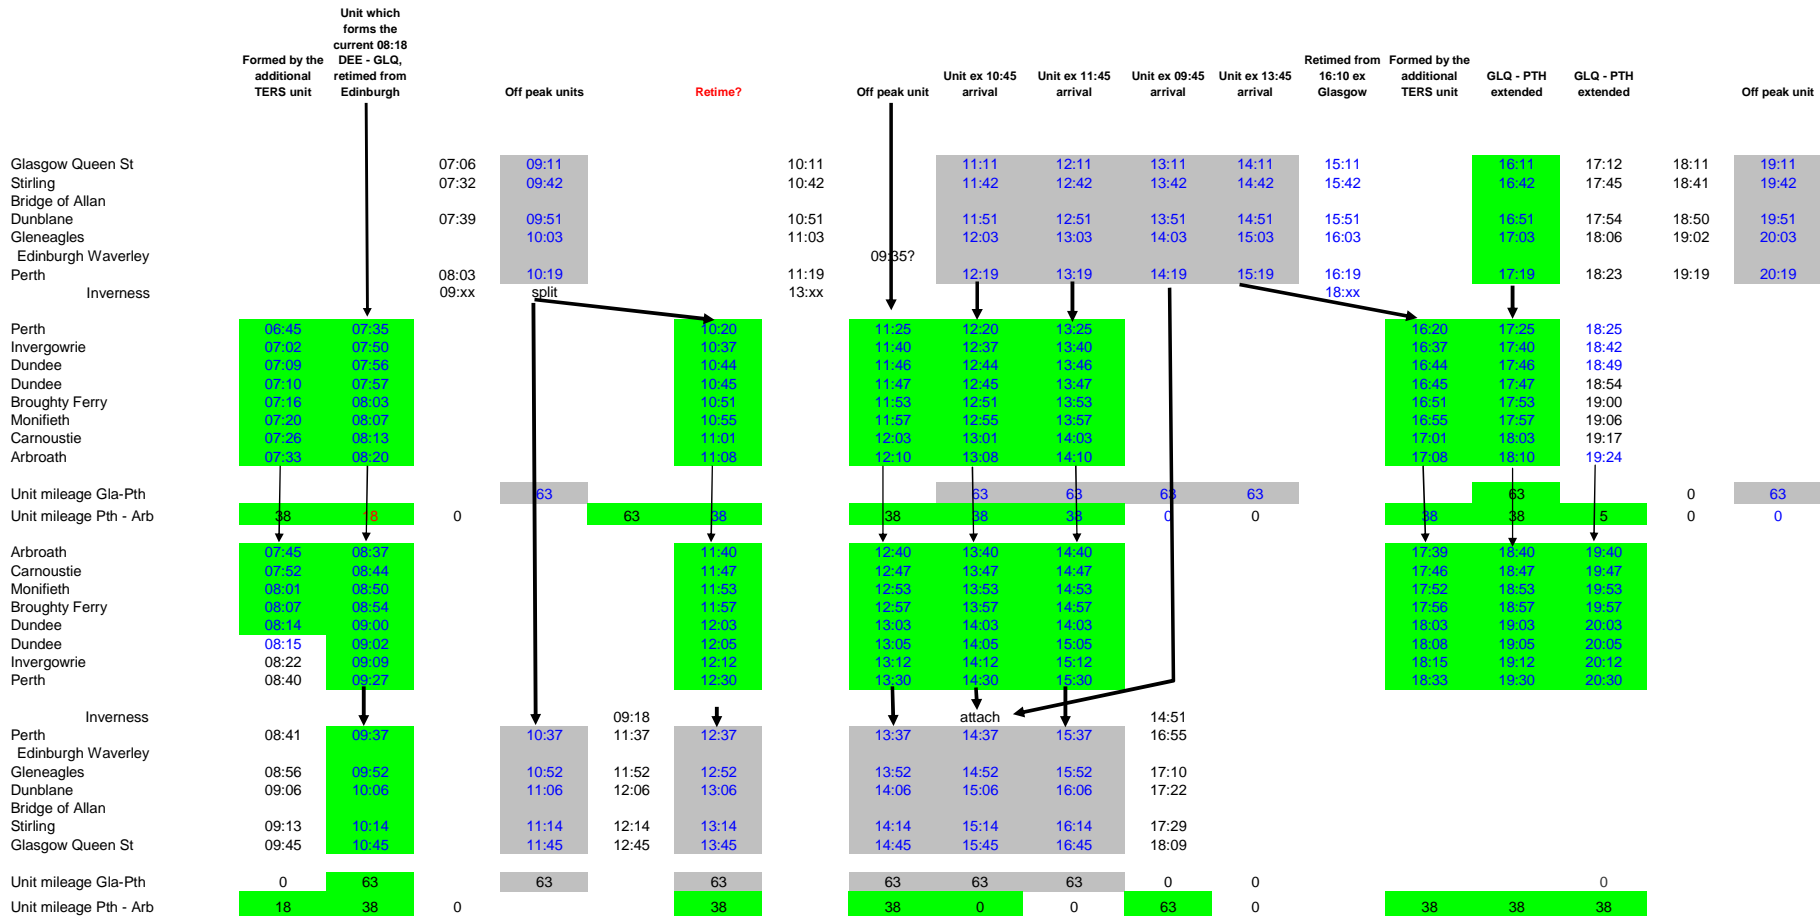 Unit which
forms the
current 08:18
Formed by the DEE - GLQ, Retimed from Formed by the
additional retimed from Unit ex 10:45 Unit ex 11:45 Unit ex 09:45 Unit ex 13:45 16:10 ex additional GLQ - PTH GLQ - PTH
TERS unit Edinburgh Off peak units Retime? Off peak unit arrival arrival arrival arrival Glasgow TERS unit extended extended Off peak unit
Glasgow Queen St 07:06 09:11 10:11 11:11 12:11 13:11 14:11 15:11 16:11 17:12 18:11 19:11
Stirling 07:32 09:42 10:42 11:42 12:42 13:42 14:42 15:42 16:42 17:45 18:41 19:42
Bridge of Allan
Dunblane 07:39 09:51 10:51 11:51 12:51 13:51 14:51 15:51 16:51 17:54 18:50 19:51
Gleneagles 10:03 11:03 12:03 13:03 14:03 15:03 16:03 17:03 18:06 19:02 20:03
Edinburgh Waverley 09:35?
Perth 08:03 10:19 11:19 12:19 13:19 14:19 15:19 16:19 17:19 18:23 19:19 20:19
Inverness 09:xx split 13:xx 18:xx
Perth 06:45 07:35 10:20 11:25 12:20 13:25 16:20 17:25 18:25
Invergowrie 07:02 07:50 10:37 11:40 12:37 13:40 16:37 17:40 18:42
Dundee 07:09 07:56 10:44 11:46 12:44 13:46 16:44 17:46 18:49
Dundee 07:10 07:57 10:45 11:47 12:45 13:47 16:45 17:47 18:54
Broughty Ferry 07:16 08:03 10:51 11:53 12:51 13:53 16:51 17:53 19:00
Monifieth 07:20 08:07 10:55 11:57 12:55 13:57 16:55 17:57 19:06
Carnoustie 07:26 08:13 11:01 12:03 13:01 14:03 17:01 18:03 19:17
Arbroath 07:33 08:20 11:08 12:10 13:08 14:10 17:08 18:10 19:24
Unit mileage Gla-Pth 63 63 63 63 63 63 0 63
Unit mileage Pth - Arb 38 18 0 63 38 38 38 38 0 0 38 38 5 0 0
Arbroath 07:45 08:37 11:40 12:40 13:40 14:40 17:39 18:40 19:40
Carnoustie 07:52 08:44 11:47 12:47 13:47 14:47 17:46 18:47 19:47
Monifieth 08:01 08:50 11:53 12:53 13:53 14:53 17:52 18:53 19:53
Broughty Ferry 08:07 08:54 11:57 12:57 13:57 14:57 17:56 18:57 19:57
Dundee 08:14 09:00 12:03 13:03 14:03 14:03 18:03 19:03 20:03
Dundee 08:15 09:02 12:05 13:05 14:05 15:05 18:08 19:05 20:05
Invergowrie 08:22 09:09 12:12 13:12 14:12 15:12 18:15 19:12 20:12
Perth 08:40 09:27 12:30 13:30 14:30 15:30 18:33 19:30 20:30
Inverness 09:18 attach 14:51
Perth 08:41 09:37 10:37 11:37 12:37 13:37 14:37 15:37 16:55
Edinburgh Waverley
Gleneagles 08:56 09:52 10:52 11:52 12:52 13:52 14:52 15:52 17:10
Dunblane 09:06 10:06 11:06 12:06 13:06 14:06 15:06 16:06 17:22
Bridge of Allan
Stirling 09:13 10:14 11:14 12:14 13:14 14:14 15:14 16:14 17:29
Glasgow Queen St 09:45 10:45 11:45 12:45 13:45 14:45 15:45 16:45 18:09
Unit mileage Gla-Pth 0 63 63 63 63 63 63 0 0 0
Unit mileage Pth - Arb 18 38 0 38 38 0 0 63 0 38 38 38